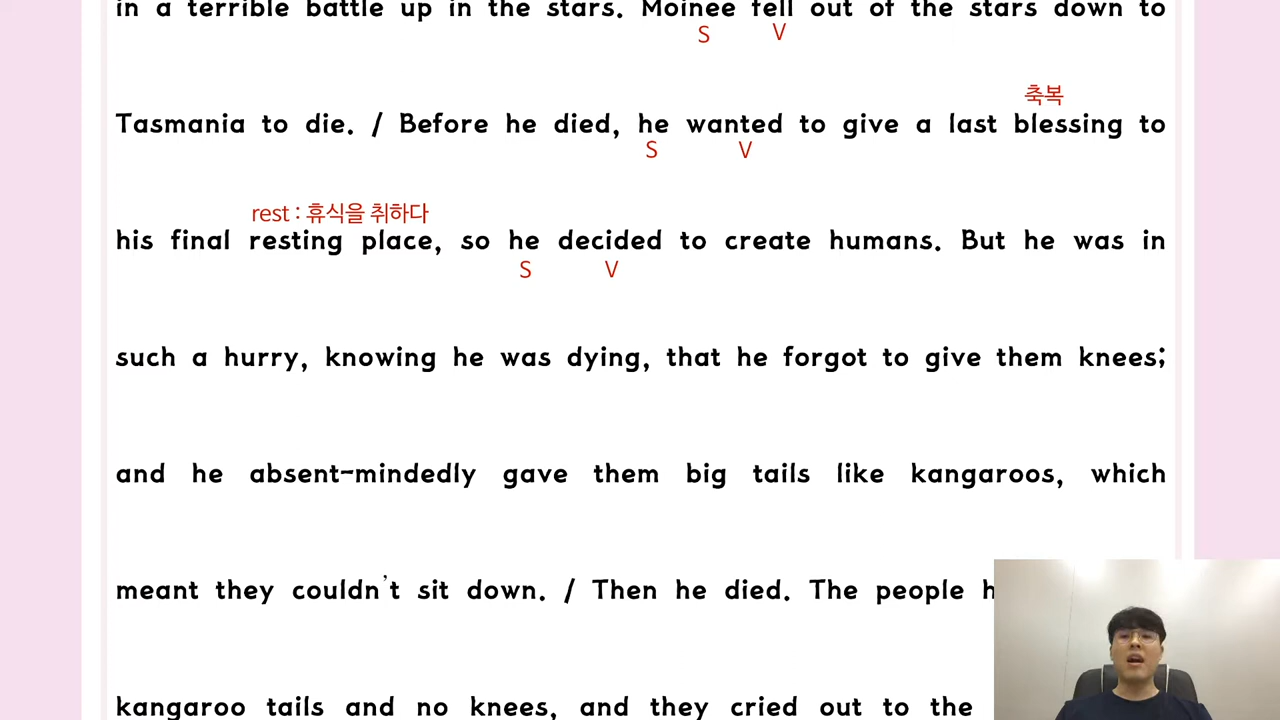 in a terrible battle up in the stars. Moinee fell out of the stars down to
S V
축복
Tasmania to die. / Before he died, he wanted to give a last blessing to
S V
rest : 휴식을 취하다
his final resting place, so he decided to create humans. But he was in
S V
such a hurry, knowing he was dying, that he forgot to give them knees;
and he absent-mindedly gave them big tails like kangaroos, which
meant they couldn't sit down. / Then he died. The people
kangaroo tails and no knees, and they cried out to the